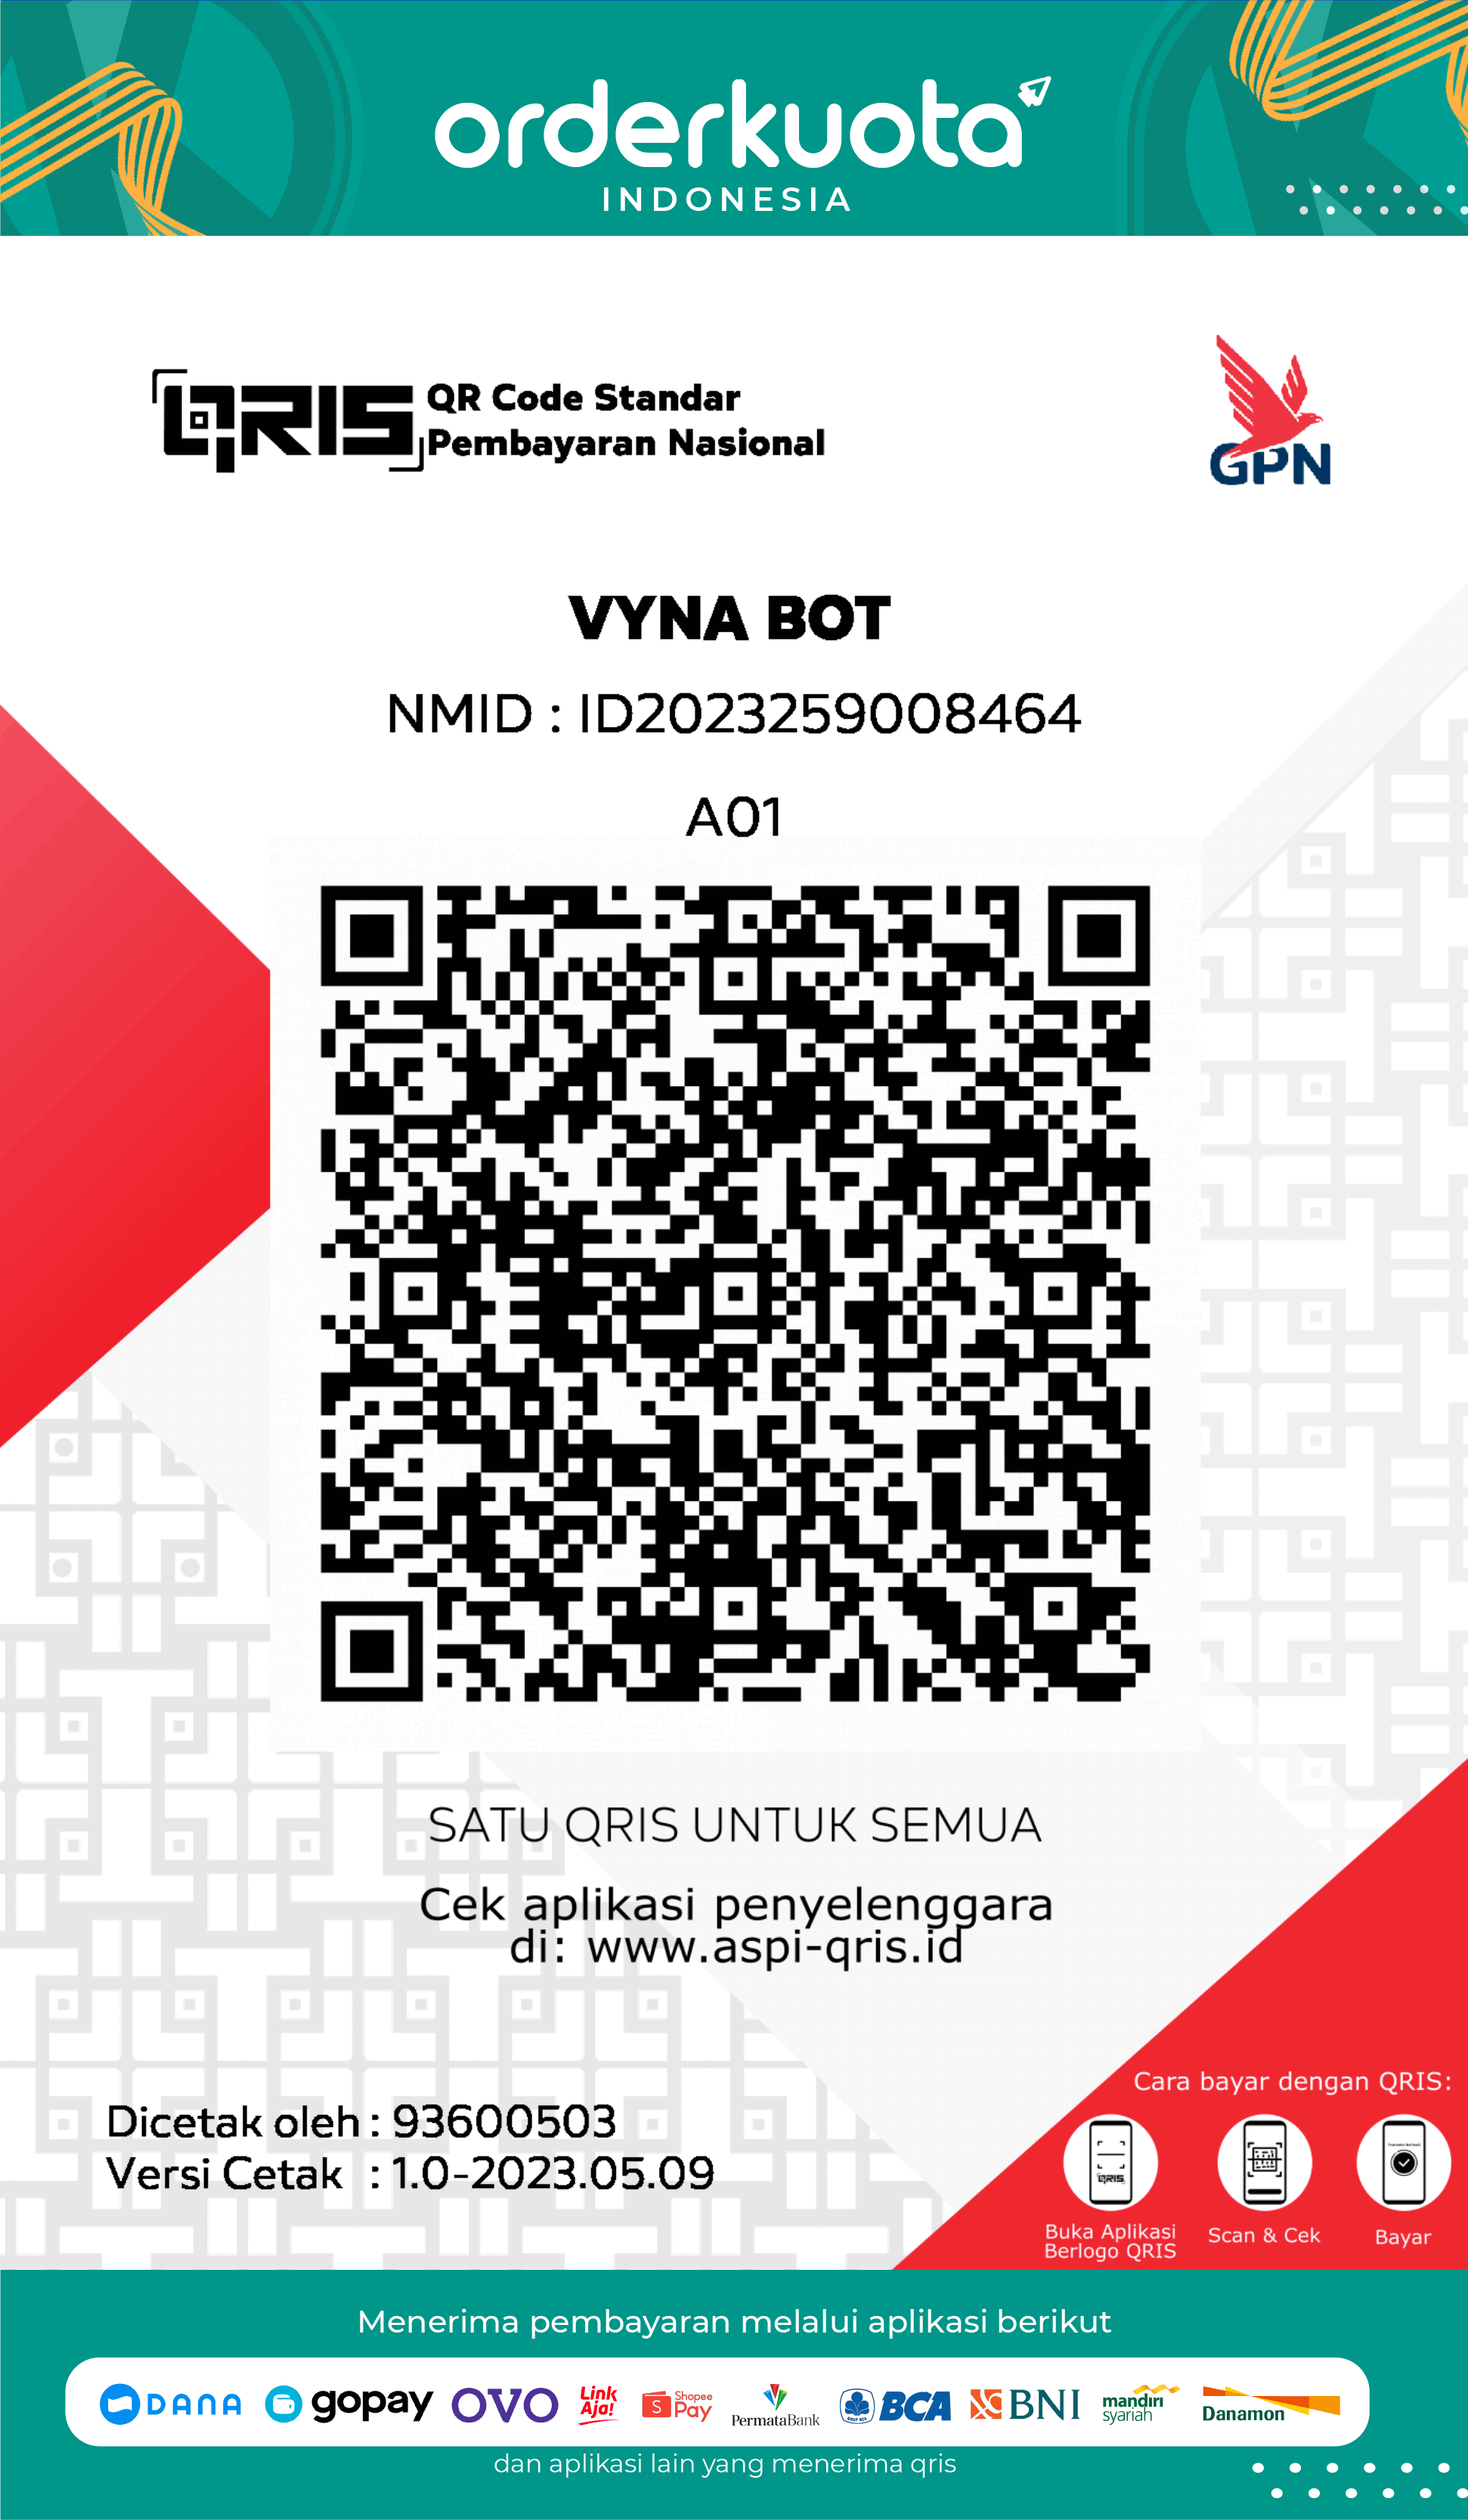 orderkuota
INDONESIA
QRIS
QR Code Standar
Pembayaran Nasional
GPN
VYNA BOT
NMID : ID2023259008464
A01
SATU QRIS UNTUK SEMUA
Cek aplikasi penyelenggara
di: www.aspi-qris.id
Dicetak oleh : 93600503
Versi Cetak : 1.0-2023.05.09
Cara bayar dengan QRIS:
QRIS
Buka Aplikasi
Berlogo QRIS
Scan & Cek
Bayar
Menerima pembayaran melalui aplikasi berikut
DANA gopay OVO Link Aja! Shopee Pay PermataBank BCA BNI mandiri syariah Danamon
dan aplikasi lain yang menerima qris